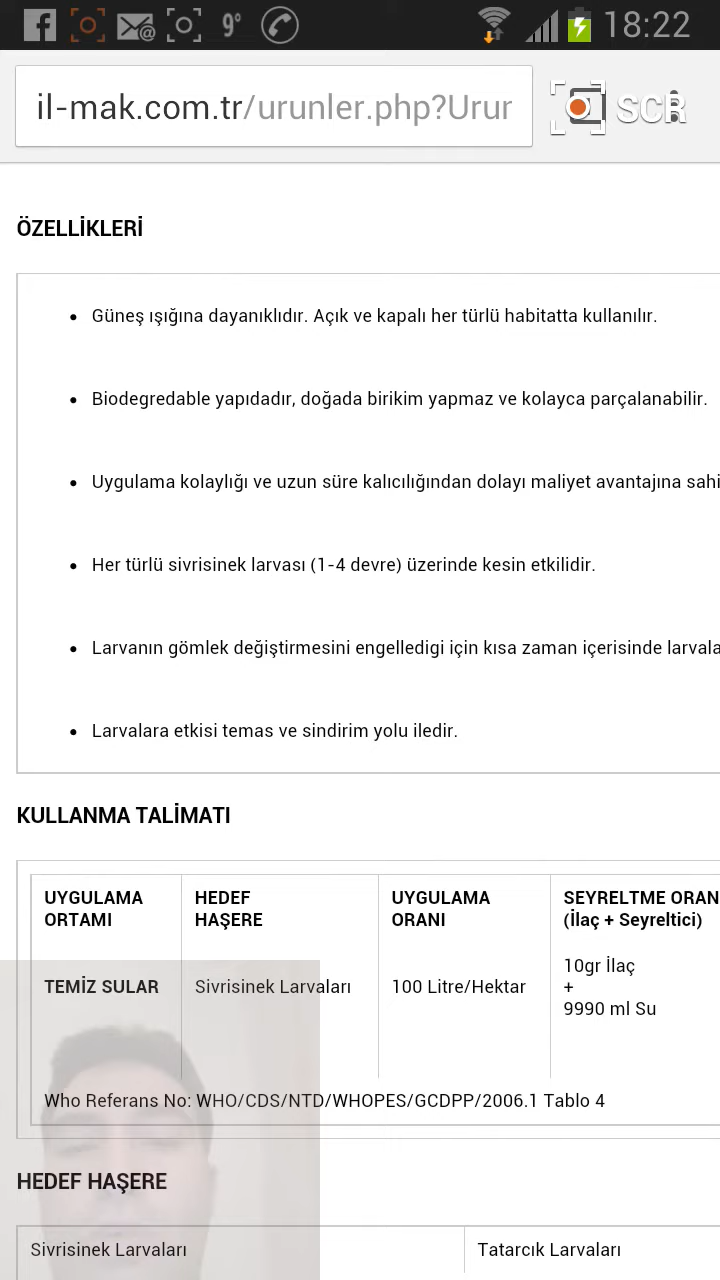 9°
18:22
il-mak.com.tr/urunler.php?Urur
SCR
ÖZELLİKLERİ
• Güneş ışığına dayanıklıdır. Açık ve kapalı her türlü habitatta kullanılır.
• Biodegredable yapıdadır, doğada birikim yapmaz ve kolayca parçalanabilir.
• Uygulama kolaylığı ve uzun süre kalıcılığından dolayı maliyet avantajına sahi
• Her türlü sivrisinek larvası (1-4 devre) üzerinde kesin etkilidir.
• Larvanın gömlek değiştirmesini engelledigi için kısa zaman içerisinde larvala
• Larvalara etkisi temas ve sindirim yolu iledir.
KULLANMA TALİMATI
UYGULAMA
ORTAMI
HEDEF
HAŞERE
UYGULAMA
ORANI
SEYRELTME ORAN
(İlaç + Seyreltici)
TEMİZ SULAR
Sivrisinek Larvaları
100 Litre/Hektar
10gr İlaç
+
9990 ml Su
Who Referans No: WHO/CDS/NTD/WHOPES/GCDPP/2006.1 Tablo 4
HEDEF HAŞERE
Sivrisinek Larvaları
Tatarcık Larvaları